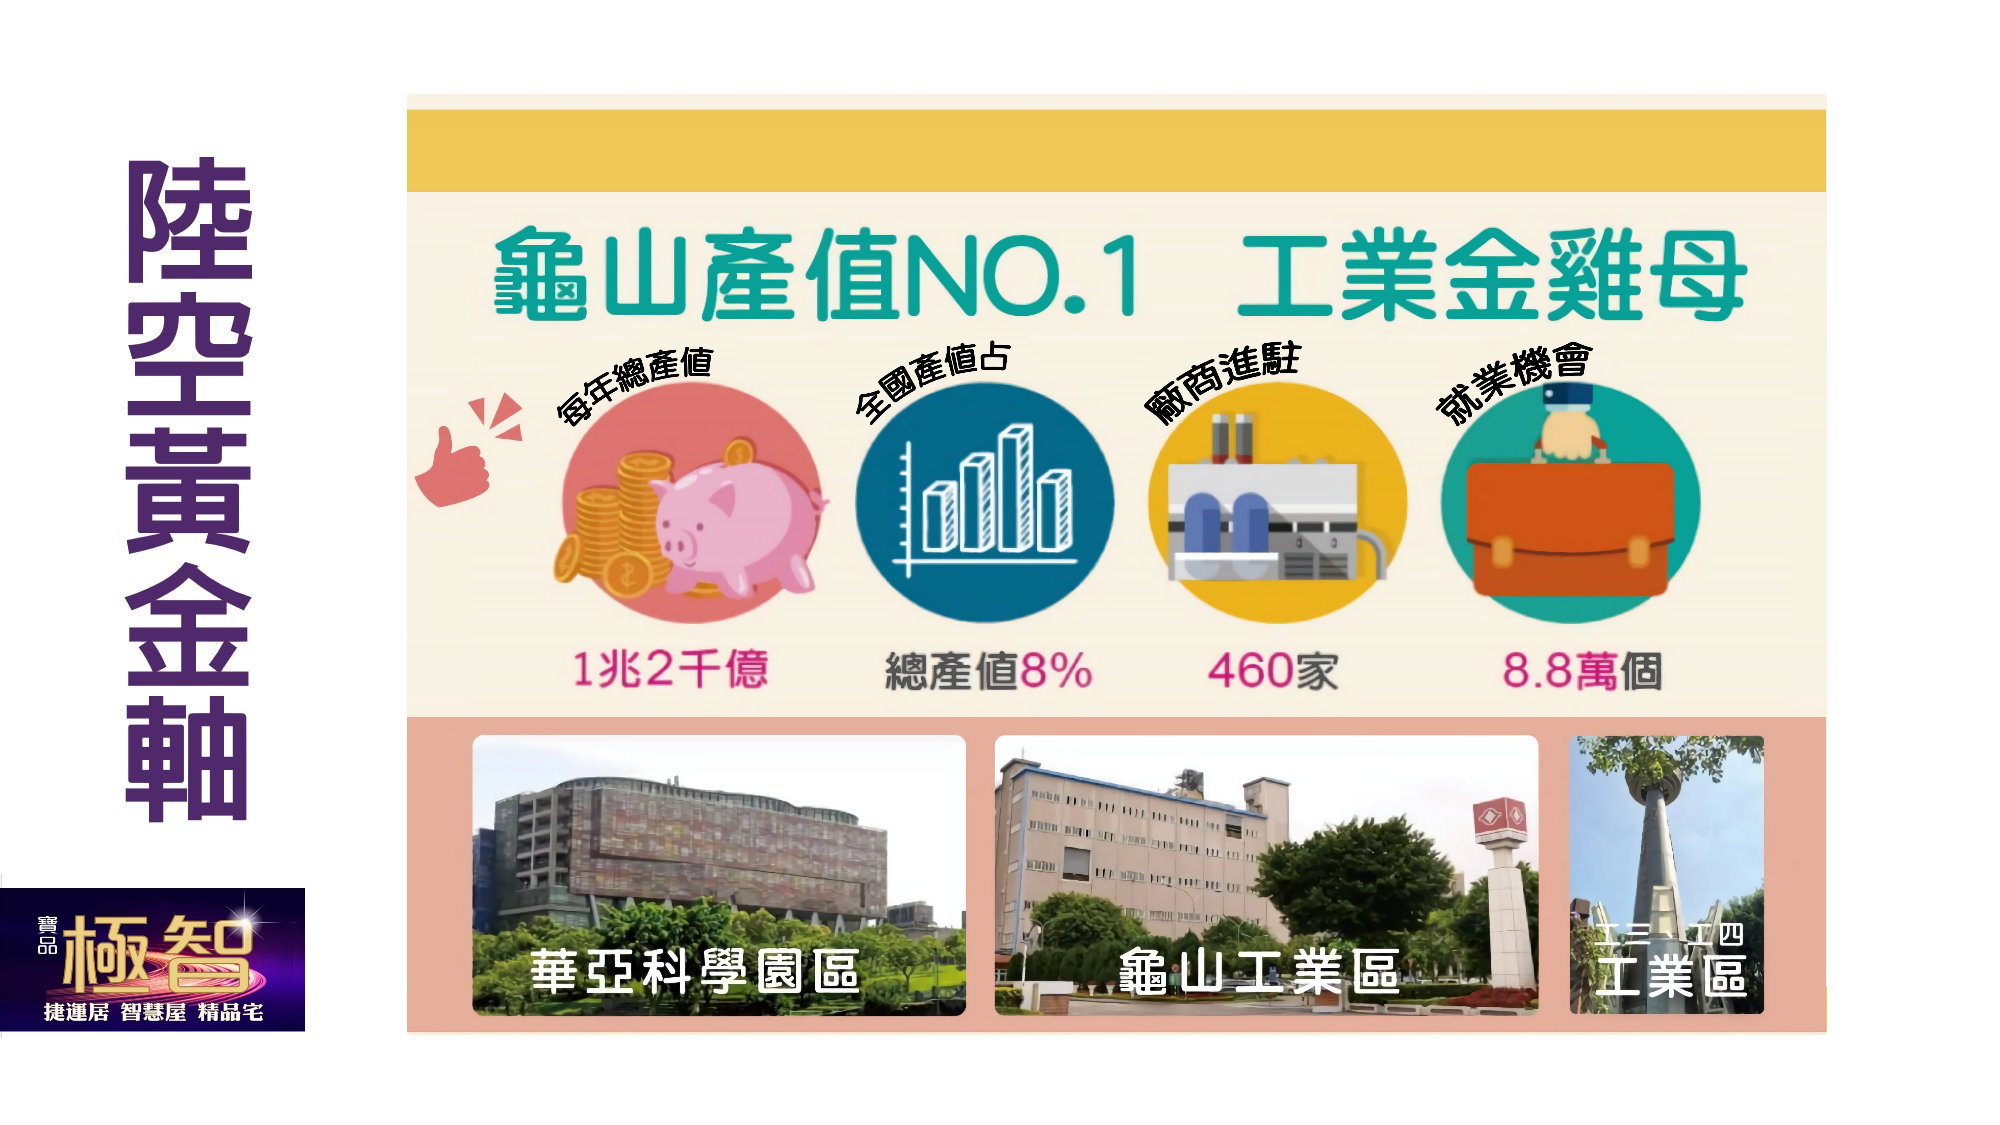 陸空黃金軸
龜山產值NO.1 工業金雞母
每年總產值
全國產值占
廠商進駐
就業機會
1兆2千億
總產值8%
460家
8.8萬個
華亞科學園區
龜山工業區
工三、工四
工業區
寶品
極智
捷運居 智慧屋 精品宅